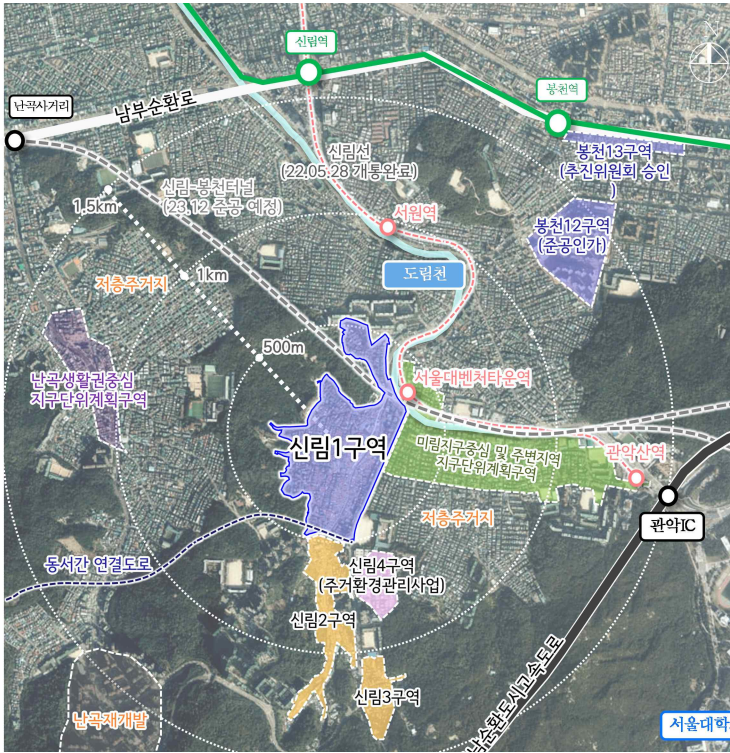 신림역
봉천역
난곡사거리
남부순환로
봉천13구역
(추진위원회 승인
)
신림선
(22.05.28 개통완료)
신림-봉천터널
(23.12 준공 예정)
1.5km
서원역
봉천12구역
(준공인가)
도림천
1km
저층주거지
500m
난곡생활권중심
지구단위계획구역
서울대벤처타운역
신림1구역
미림지구중심 및 주변지역
지구단위계획구역
관악산역
저층주거지
관악IC
동서간 연결도로
신림4구역
(주거환경관리사업)
신림2구역
신림3구역
난곡재개발
남순환도시고속도로
서울대학